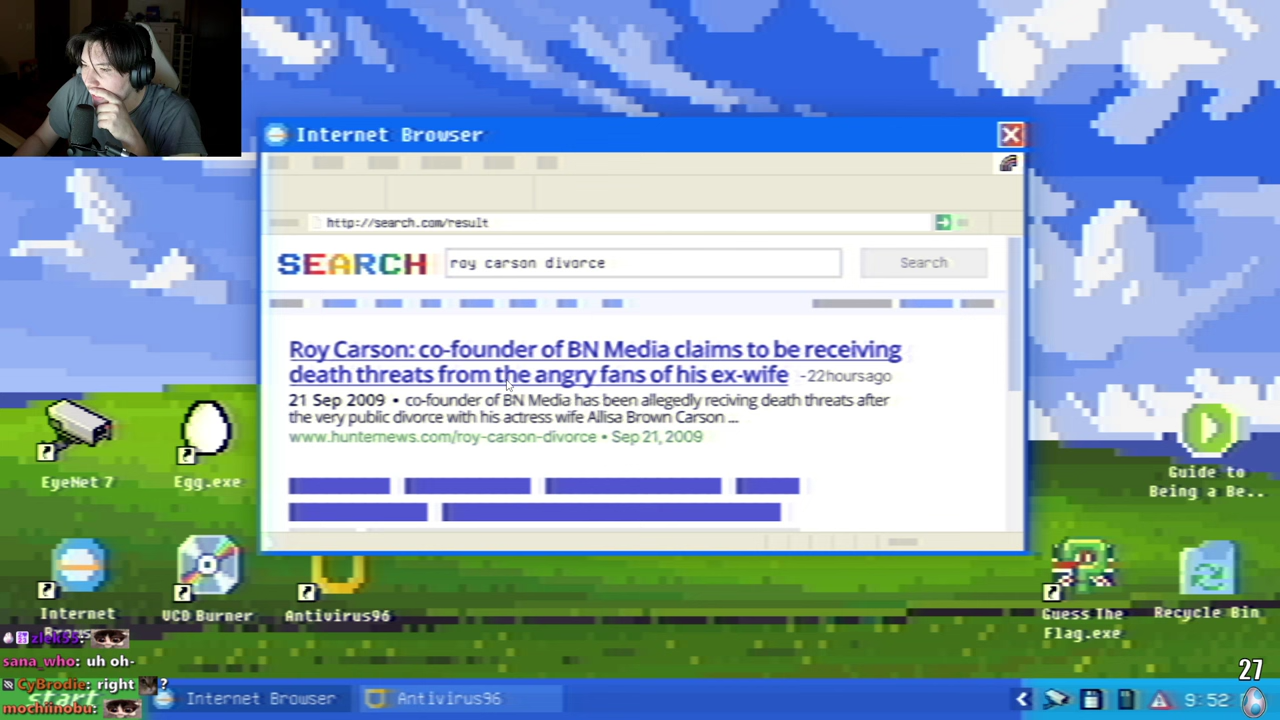 Internet Browser
http://search.com/result
SEARCH
roy carson divorce
Search
Roy Carson: co-founder of BN Media claims to be receiving
death threats from the angry fans of his ex-wife -22hoursago
21 Sep 2009 • co-founder of BN Media has been allegedly reciving death threats after
the very public divorce with his actress wife Allisa Brown Carson ...
www.hunternews.com/roy-carson-divorce • Sep 21, 2009
EyeNet 7
Egg.exe
Guide to
Being a Be..
Internet
VCD Burner
Antivirus96
Guess The
Flag.exe
Recycle Bin
zlek55:
sana_who: uh oh-
CyBrodie: right ?
mochiinobu:
27
Internet Browser
Antivirus96
9:52